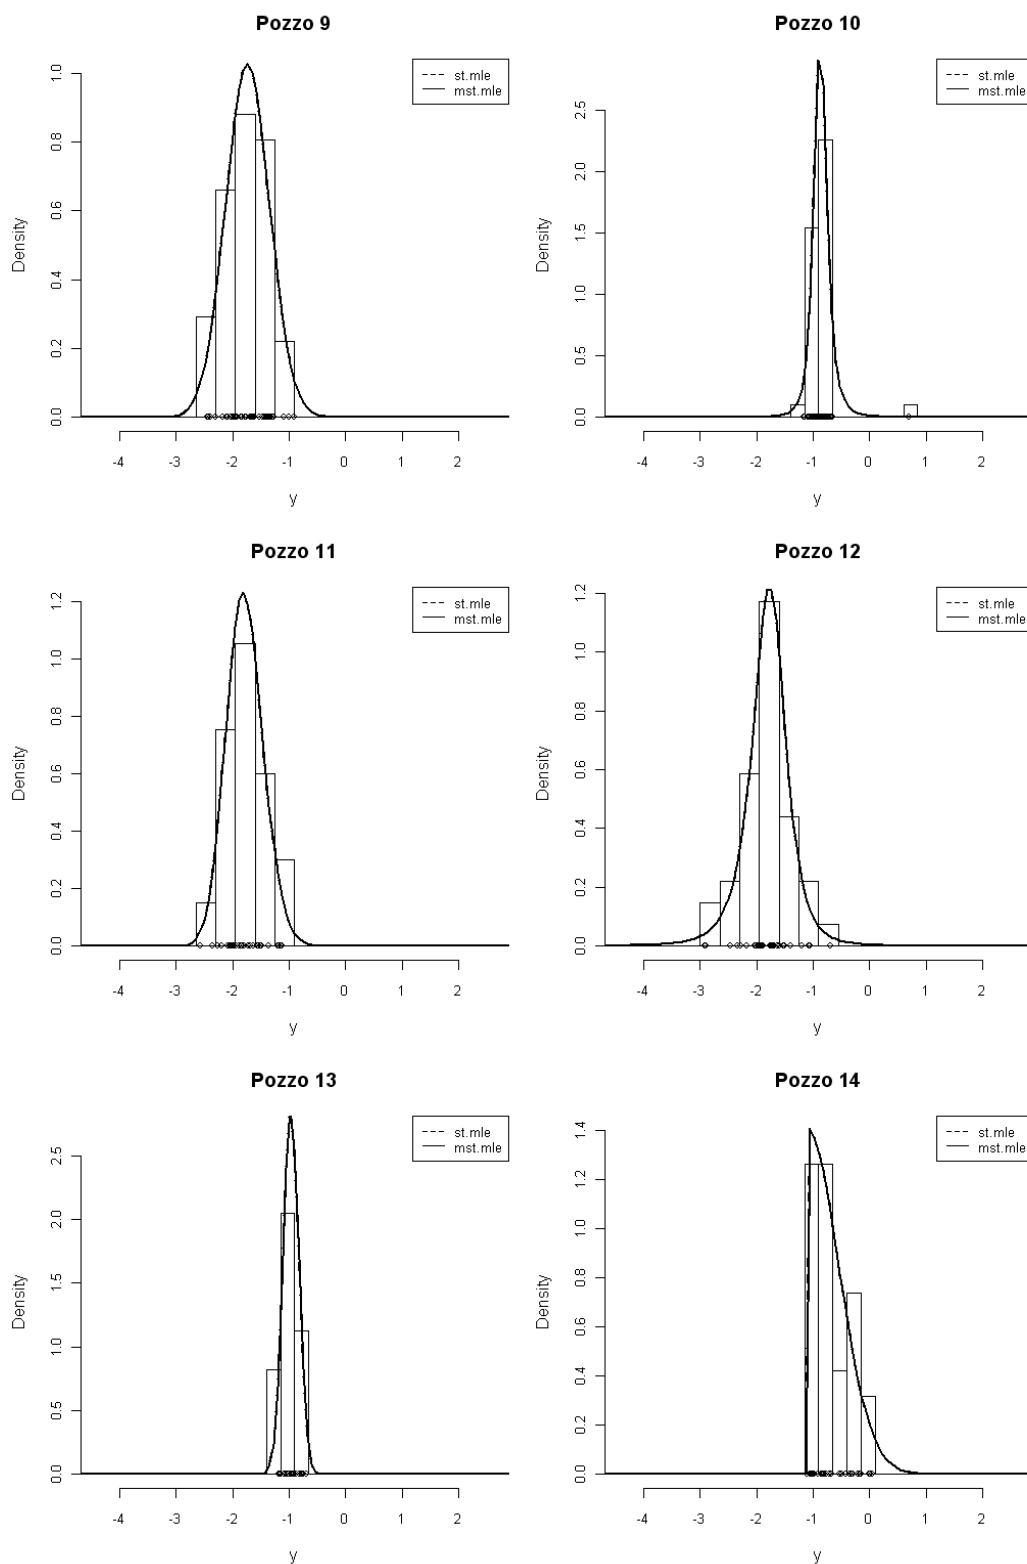 Pozzo 9
st.mle
mst.mle
Density
0.0 0.2 0.4 0.6 0.8 1.0
-4 -3 -2 -1 0 1 2
y
Pozzo 10
st.mle
mst.mle
Density
0.0 0.5 1.0 1.5 2.0 2.5
-4 -3 -2 -1 0 1 2
y
Pozzo 11
st.mle
mst.mle
Density
0.0 0.2 0.4 0.6 0.8 1.0 1.2
-4 -3 -2 -1 0 1 2
y
Pozzo 12
st.mle
mst.mle
Density
0.0 0.2 0.4 0.6 0.8 1.0 1.2
-4 -3 -2 -1 0 1 2
y
Pozzo 13
st.mle
mst.mle
Density
0.0 0.5 1.0 1.5 2.0 2.5
-4 -3 -2 -1 0 1 2
y
Pozzo 14
st.mle
mst.mle
Density
0.0 0.2 0.4 0.6 0.8 1.0 1.2 1.4
-4 -3 -2 -1 0 1 2
y